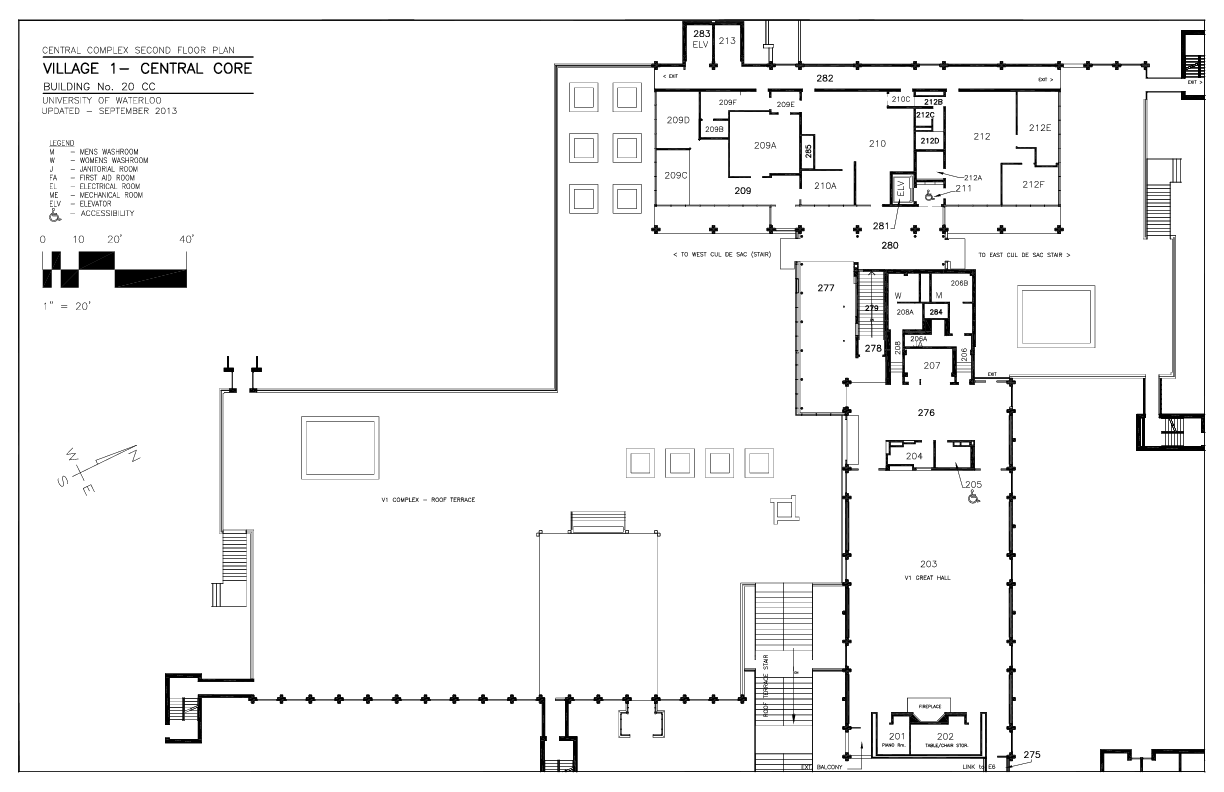 CENTRAL COMPLEX SECOND FLOOR PLAN
VILLAGE 1- CENTRAL CORE
BUILDING No. 20 CC
UNIVERSITY OF WATERLOO
UPDATED - SEPTEMBER 2013
LEGEND
M - MENS WASHROOM
W - WOMENS WASHROOM
J - JANITORIAL ROOM
FA - FIRST AID ROOM
EL - ELECTRICAL ROOM
ME - MECHANICAL ROOM
ELV - ELEVATOR
- ACCESSIBILITY
0 10 20' 40'
1" = 20'
283
ELV
213
< EXIT
282
EXIT >
EXIT >
209D
209F
209E
209B
209A
209C
209
285
210
210A
210C
212B
212C
212D
212
212E
212A
212F
211
ELV
281
280
< TO WEST CUL DE SAC (STAIR)
TO EAST CUL DE SAC STAIR >
277
279
278
W
M
206B
208A
284
206A
208
206
207
EXIT
276
204
205
N
W
S
E
V1 COMPLEX - ROOF TERRACE
203
V1 GREAT HALL
ROOF TERRACE STAIR
DN
FIREPLACE
201
PIANO Rm.
202
TABLE/CHAIR STOR.
EXT. BALCONY
LINK to E6
275